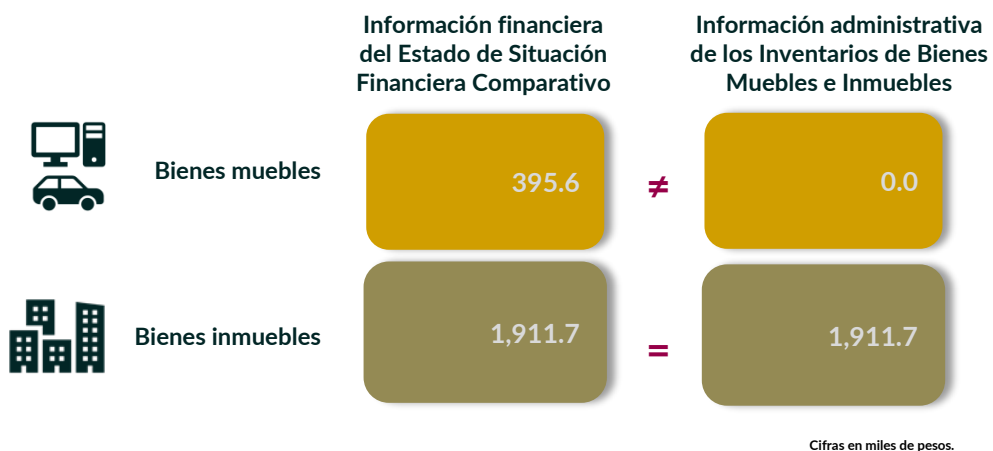 Información financiera
del Estado de Situación
Financiera Comparativo
Información administrativa
de los Inventarios de Bienes
Muebles e Inmuebles
Bienes muebles
395.6
≠
0.0
Bienes inmuebles
1,911.7
=
1,911.7
Cifras en miles de pesos.